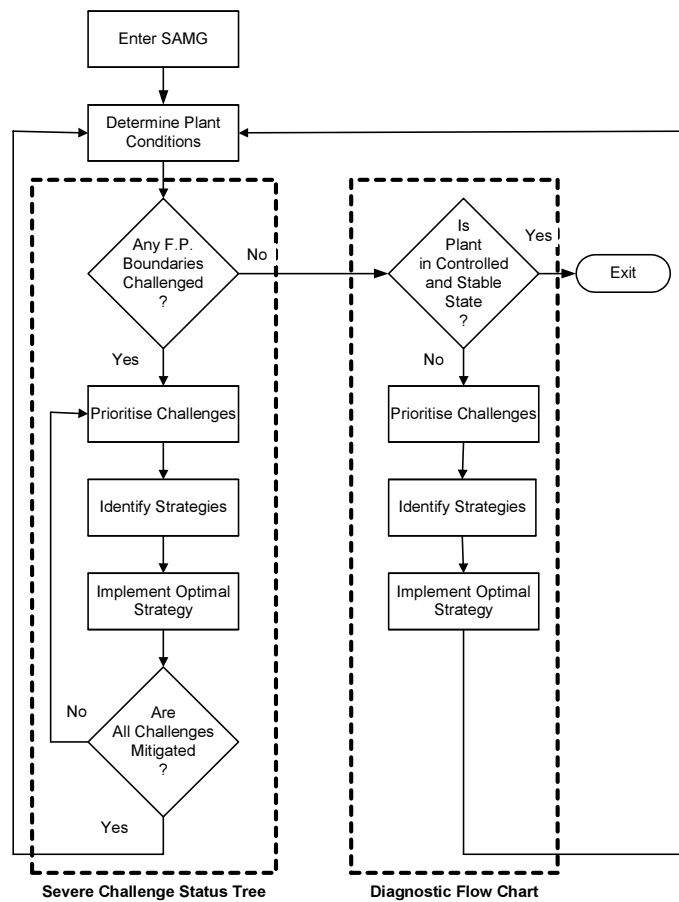 Enter SAMG
Determine Plant
Conditions
Any F.P.
Boundaries
Challenged
?
No
Yes
Prioritise Challenges
Identify Strategies
Implement Optimal
Strategy
Are
All Challenges
Mitigated
?
No
Yes
Severe Challenge Status Tree
Is
Plant
in Controlled
and Stable
State
?
Yes
Exit
No
Prioritise Challenges
Identify Strategies
Implement Optimal
Strategy
Diagnostic Flow Chart